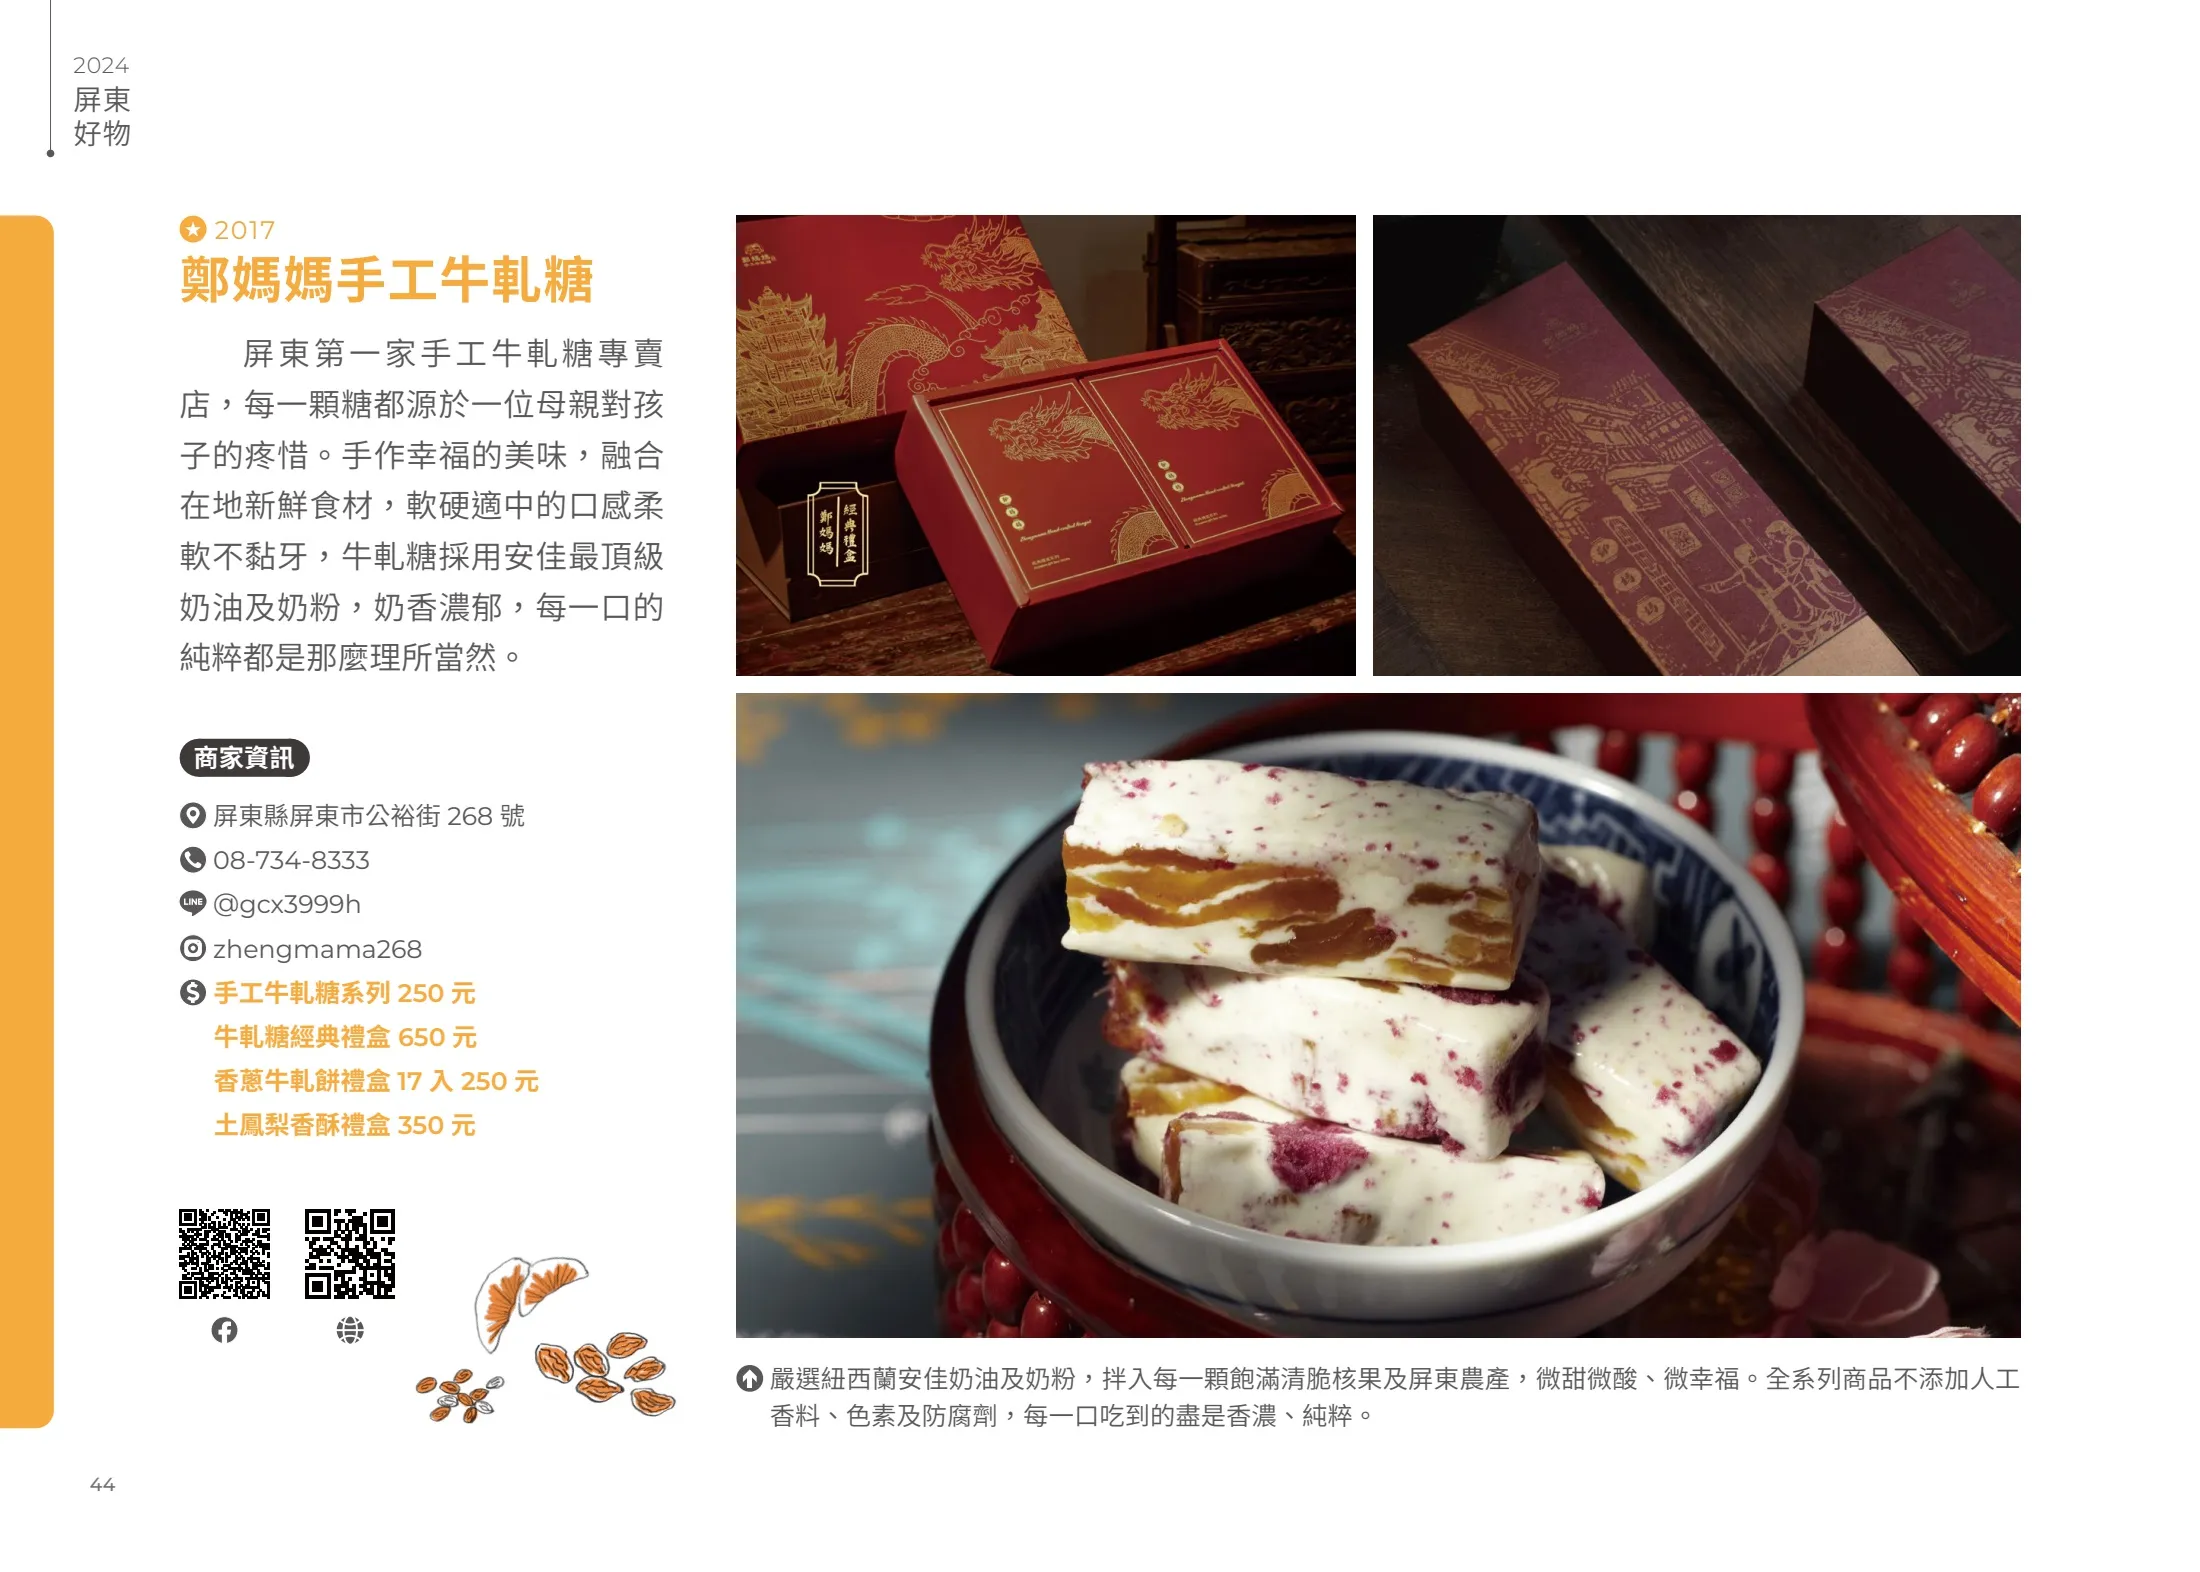 2024
屏東
好物
2017
鄭媽媽手工牛軋糖
屏東第一家手工牛軋糖專賣
店，每一顆糖都源於一位母親對孩
子的疼惜。手作幸福的美味，融合
在地新鮮食材，軟硬適中的口感柔
軟不黏牙，牛軋糖採用安佳最頂級
奶油及奶粉，奶香濃郁，每一口的
純粹都是那麼理所當然。
商家資訊
屏東縣屏東市公裕街 268 號
08-734-8333
LINE @gcx3999h
zhengmama268
手工牛軋糖系列 250 元
牛軋糖經典禮盒 650 元
香蔥牛軋餅禮盒 17 入 250 元
土鳳梨香酥禮盒 350 元
經典禮盒
鄭媽媽
嚴選紐西蘭安佳奶油及奶粉，拌入每一顆飽滿清脆核果及屏東農產，微甜微酸、微幸福。全系列商品不添加人工
香料、色素及防腐劑，每一口吃到的盡是香濃、純粹。
44